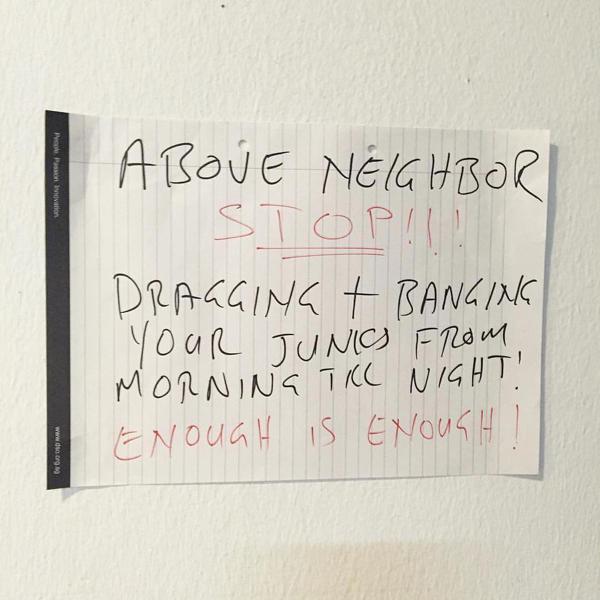 People. Passion. Innovation.
ABOVE NEIGHBOR
STOP!!!
DRAGGING + BANGING
YOUR JUNKS FROM
MORNING TILL NIGHT!
ENOUGH IS ENOUGH!
www.dso.org.sg